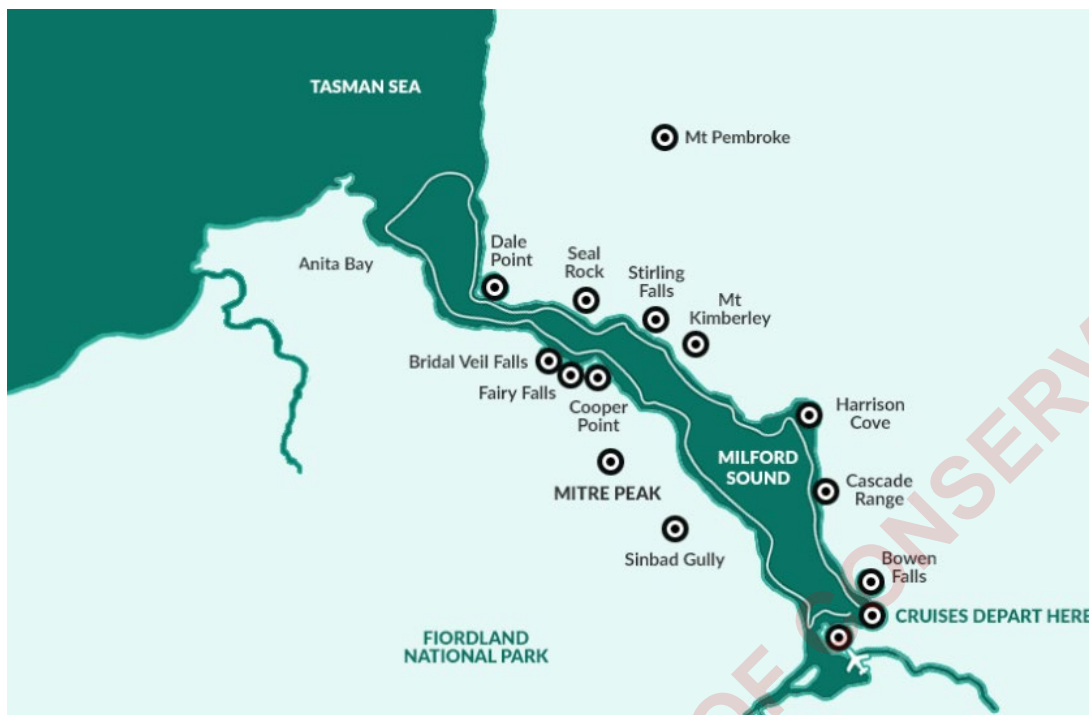 TASMAN SEA
Mt Pembroke
Anita Bay
Dale
Point
Seal
Rock
Stirling
Falls
Mt
Kimberley
Bridal Veil Falls
Fairy Falls
Cooper
Point
Harrison
Cove
MILFORD
SOUND
MITRE PEAK
Cascade
Range
Sinbad Gully
Bowen
Falls
CRUISES DEPART HERE
FIORDLAND
NATIONAL PARK
OF CONSERV